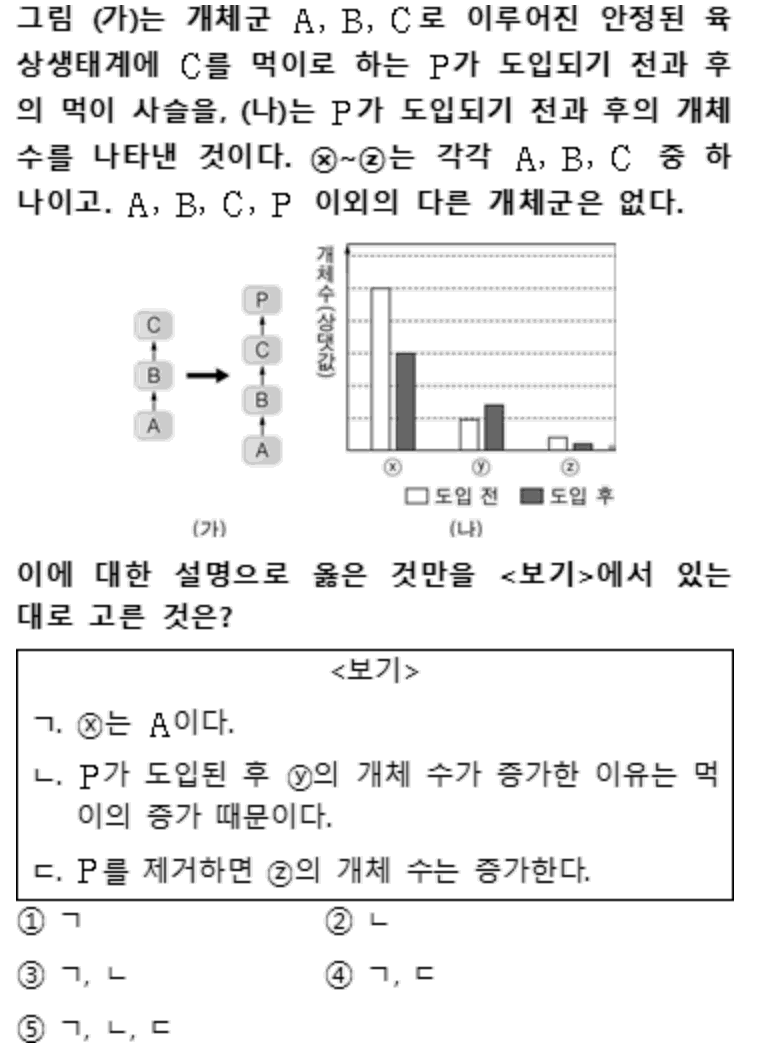 그림 (가)는 개체군 A, B, C로 이루어진 안정된 육
상생태계에 C를 먹이로 하는 P가 도입되기 전과 후
의 먹이 사슬을, (나)는 P가 도입되기 전과 후의 개체
수를 나타낸 것이다. ⓧ~ⓩ는 각각 A, B, C 중 하
나이고. A, B, C, P 이외의 다른 개체군은 없다.
C
B
A
P
C
B
A
(가)
개체수(상댓값)
ⓧ ⓨ ⓩ
도입 전 도입 후
(나)
이에 대한 설명으로 옳은 것만을 <보기>에서 있는
대로 고른 것은?
<보기>
ㄱ. ⓧ는 A이다.
ㄴ. P가 도입된 후 ⓨ의 개체 수가 증가한 이유는 먹
이의 증가 때문이다.
ㄷ. P를 제거하면 ⓩ의 개체 수는 증가한다.
① ㄱ ② ㄴ
③ ㄱ, ㄴ ④ ㄱ, ㄷ
⑤ ㄱ, ㄴ, ㄷ